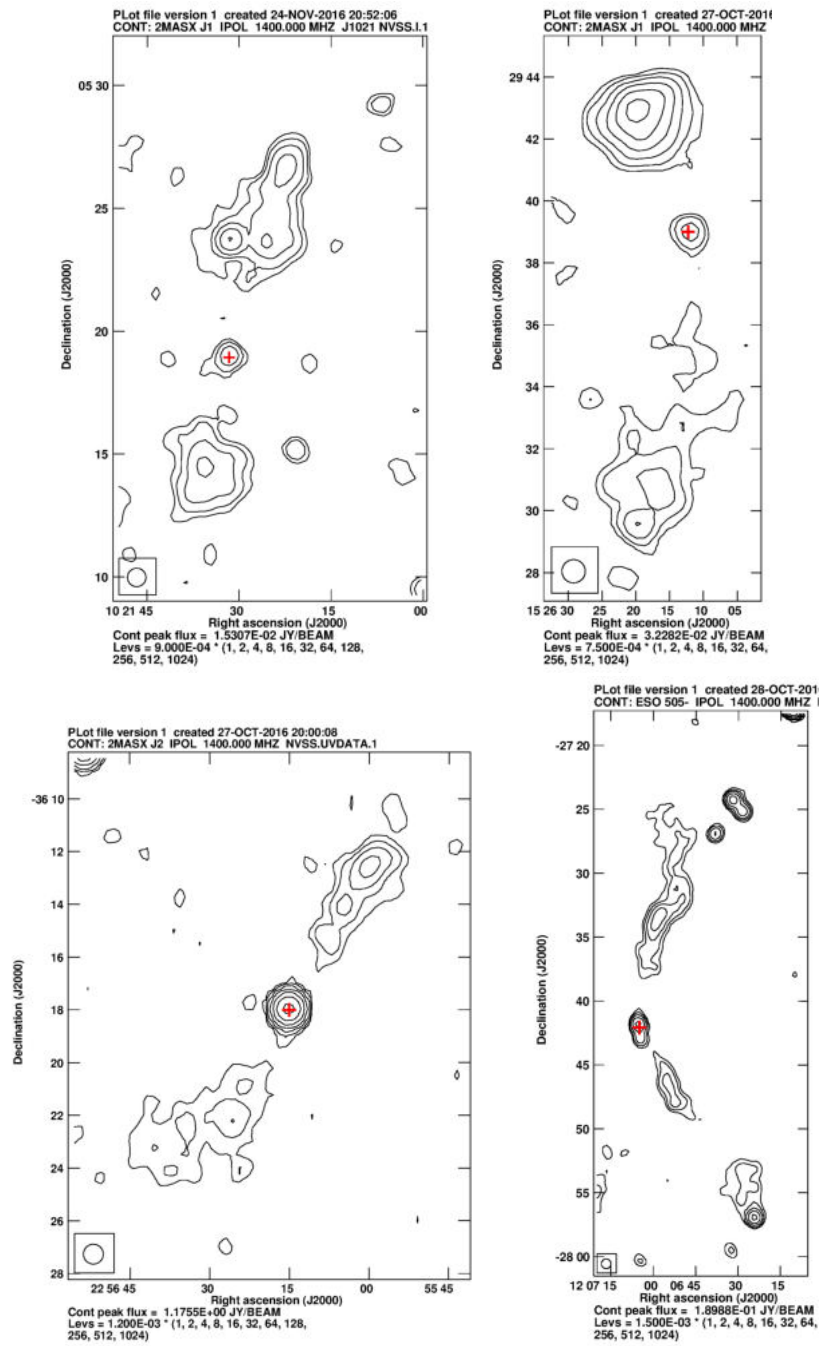 PLot file version 1 created 24-NOV-2016 20:52:06
CONT: 2MASX J1 IPOL 1400.000 MHZ J1021 NVSS.I.1
05 30
25
20
15
10
Declination (J2000)
10 21 45
30
15
00
Right ascension (J2000)
Cont peak flux = 1.5307E-02 JY/BEAM
Levs = 9.000E-04 * (1, 2, 4, 8, 16, 32, 64, 128,
256, 512, 1024)
PLot file version 1 created 27-OCT-2016
CONT: 2MASX J1 IPOL 1400.000 MHZ
29 44
42
40
38
36
34
32
30
28
Declination (J2000)
15 26 30
25
20
15
10
05
Right ascension (J2000)
Cont peak flux = 3.2282E-02 JY/BEAM
Levs = 7.500E-04 * (1, 2, 4, 8, 16, 32, 64,
256, 512, 1024)
PLot file version 1 created 27-OCT-2016 20:00:08
CONT: 2MASX J2 IPOL 1400.000 MHZ NVSS.UVDATA.1
-36 10
12
14
16
18
20
22
24
26
28
Declination (J2000)
22 56 45
30
15
00
55 45
Right ascension (J2000)
Cont peak flux = 1.1755E+00 JY/BEAM
Levs = 1.200E-03 * (1, 2, 4, 8, 16, 32, 64, 128,
256, 512, 1024)
PLot file version 1 created 28-OCT-2016
CONT: ESO 505- IPOL 1400.000 MHZ
-27 20
25
30
35
40
45
50
55
-28 00
Declination (J2000)
12 07 15
00
06 45
30
15
00
Right ascension (J2000)
Cont peak flux = 1.8988E-01 JY/BEAM
Levs = 1.500E-03 * (1, 2, 4, 8, 16, 32, 64,
256, 512, 1024)